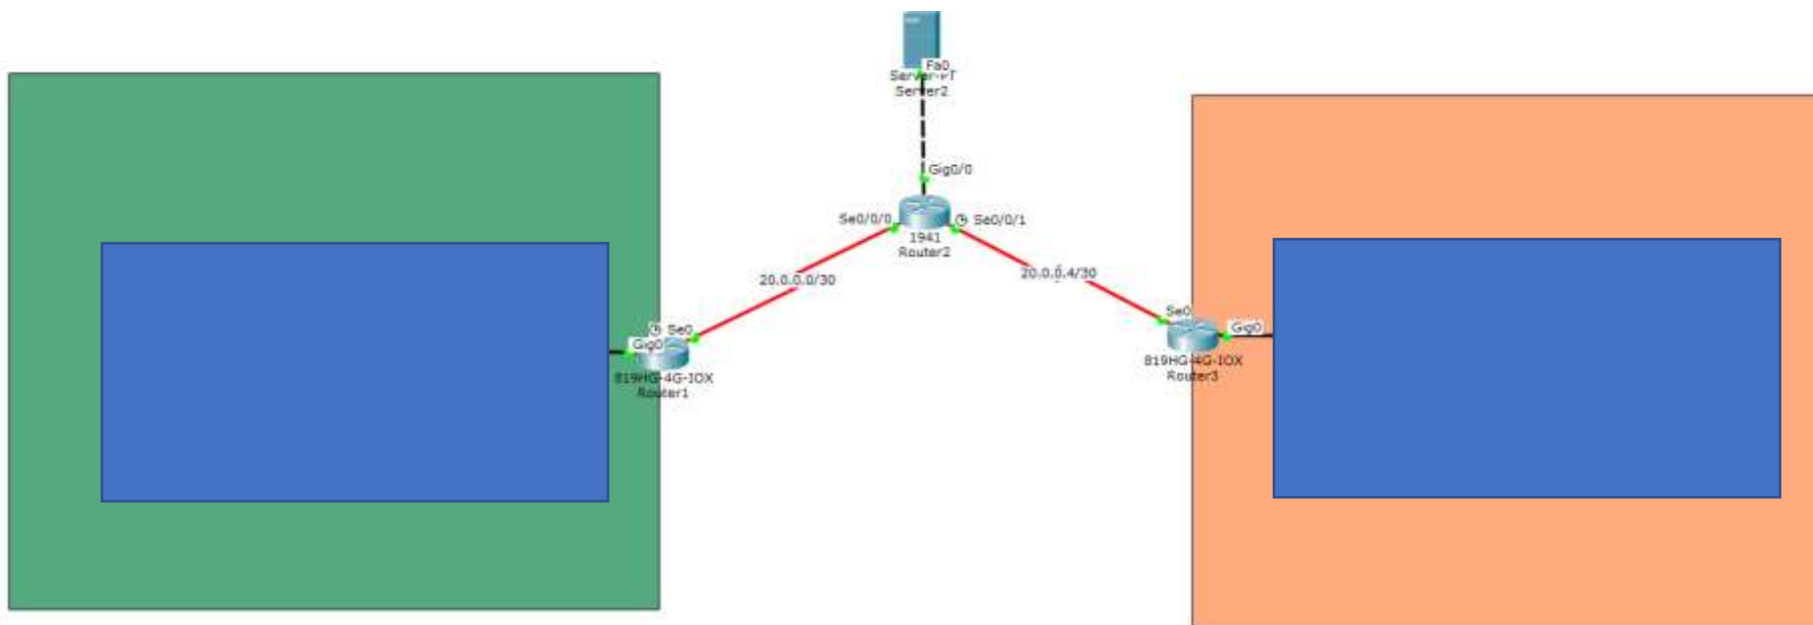 Fa0
Server-PT
Server2
Gig0/0
Se0/0/0
Se0/0/1
1941
Router2
20.0.0.0/30
20.0.0.4/30
Se0
Gig0
819HG-4G-IOX
Router1
Se0
Gig0
819HG-4G-IOX
Router3